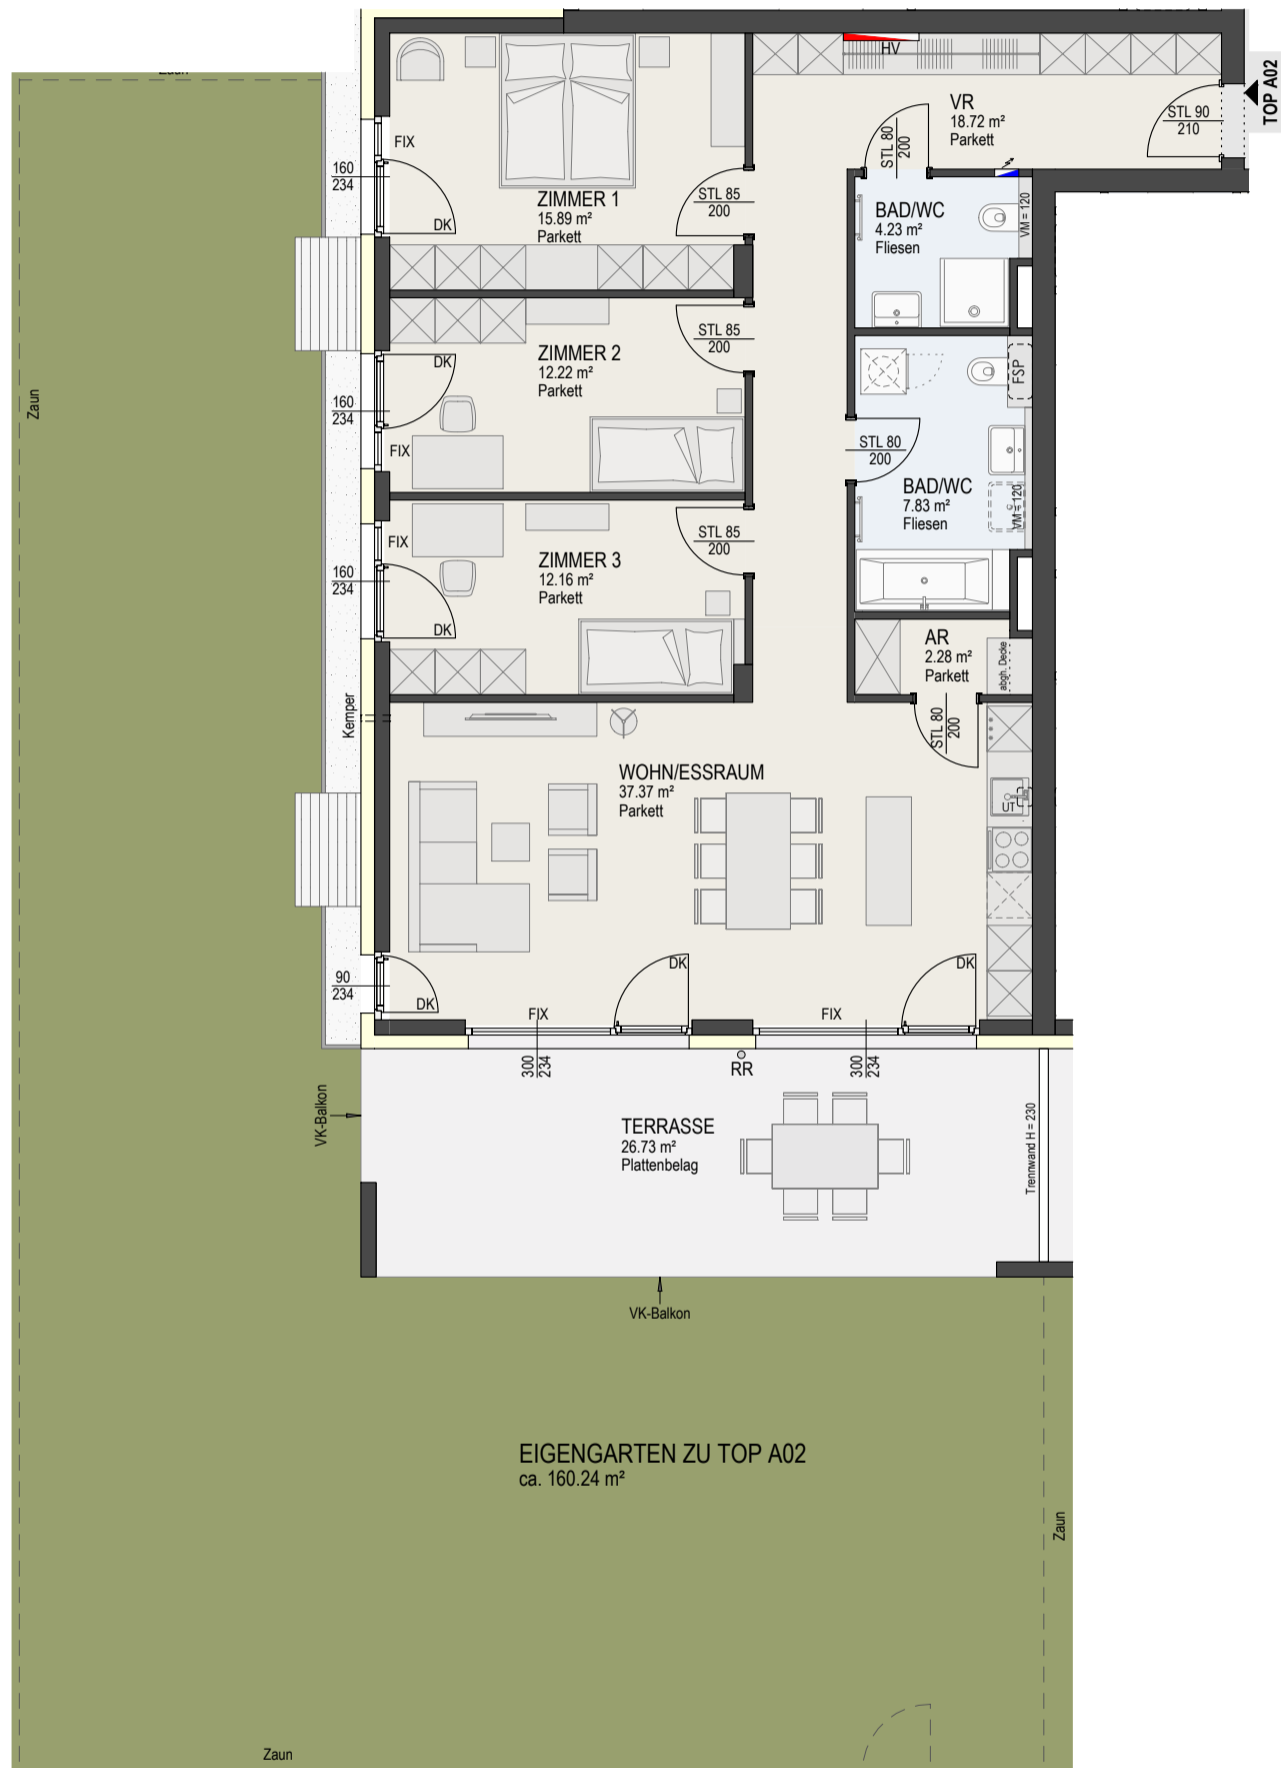 Zaun
HV
TOP A02
VR
18.72 m²
Parkett
STL 90
210
STL 80
200
FIX
160
234
DK
ZIMMER 1
15.89 m²
Parkett
STL 85
200
BAD/WC
4.23 m²
Fliesen
VM = 120
DK
ZIMMER 2
12.22 m²
Parkett
STL 85
200
FSP
Zaun
160
234
FIX
STL 80
200
BAD/WC
7.83 m²
Fliesen
VM = 120
FIX
STL 85
200
ZIMMER 3
12.16 m²
Parkett
160
234
DK
AR
2.28 m²
Parkett
abgh. Decke
Kemper
STL 80
200
WOHN/ESSRAUM
37.37 m²
Parkett
UT
90
234
DK
DK
DK
FIX
FIX
300
234
RR
300
234
VK-Balkon
TERRASSE
26.73 m²
Plattenbelag
Trennwand H = 230
VK-Balkon
EIGENGARTEN ZU TOP A02
ca. 160.24 m²
Zaun
Zaun